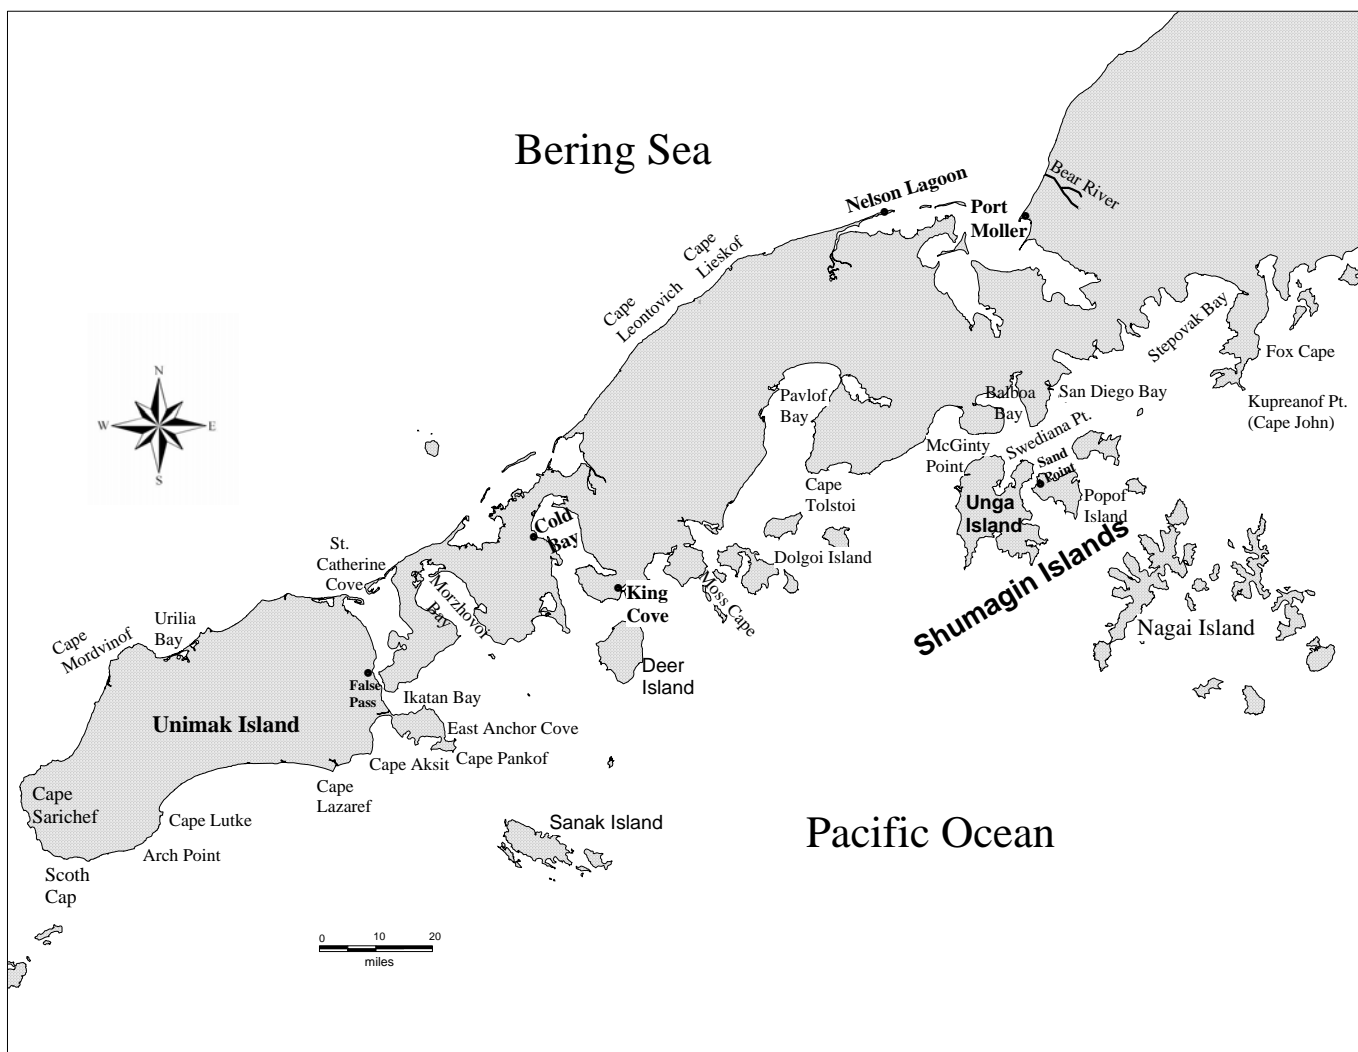 Bering Sea
Nelson Lagoon
Port
Moller
Bear River
Cape
Lieskof
Cape
Leontovich
Stepovak Bay
Fox Cape
Kupreanof Pt.
(Cape John)
Pavlof
Bay
Balboa
Bay
San Diego Bay
McGinty
Point
Swediana Pt.
Sand
Point
Cape
Tolstoi
Unga
Island
Popof
Island
N
W
E
S
Cold
Bay
St.
Catherine
Cove
Dolgoi Island
Morzhovoi
Bay
King
Cove
Moss Cape
Shumagin Islands
Nagai Island
Urilia
Bay
Cape
Mordvinof
Deer
Island
False
Pass
Ikatan Bay
Unimak Island
East Anchor Cove
Cape Aksit
Cape Pankof
Cape
Lazaref
Cape
Sarichef
Cape Lutke
Sanak Island
Pacific Ocean
Arch Point
Scoth
Cap
0 10 20
miles